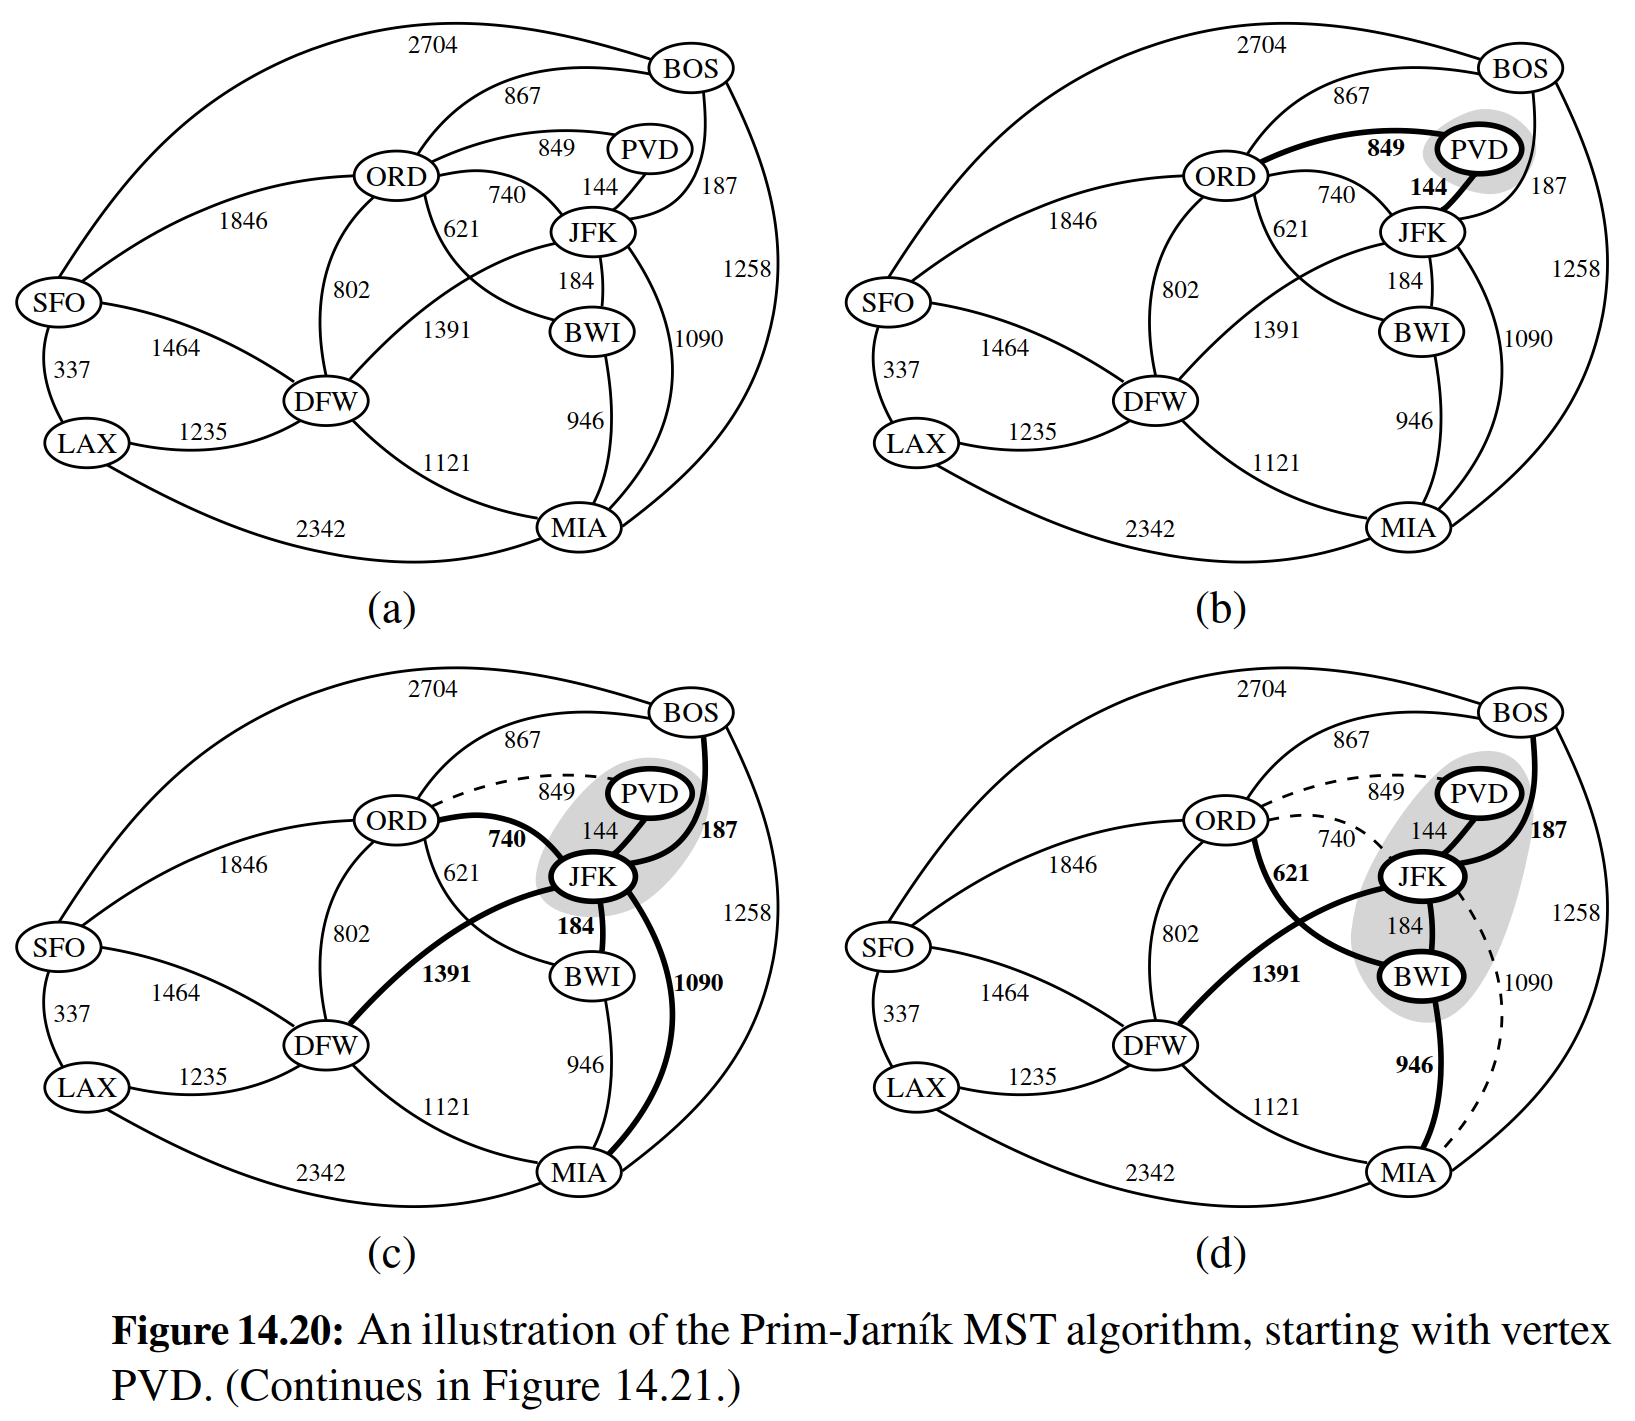 2704
BOS
867
PVD
849
ORD
187
740
144
621
JFK
1846
1258
184
802
SFO
BWI
1391
1090
1464
337
DFW
LAX
1235
946
1121
MIA
2342
(a)
2704
BOS
867
PVD
849
ORD
187
740
144
621
JFK
1846
1258
184
802
SFO
BWI
1391
1090
1464
337
DFW
LAX
1235
946
1121
MIA
2342
(b)
2704
BOS
867
PVD
849
ORD
187
740
144
621
JFK
1846
1258
184
802
SFO
BWI
1391
1090
1464
337
DFW
LAX
1235
946
1121
MIA
2342
(c)
2704
BOS
867
PVD
849
ORD
187
740
144
621
JFK
1846
1258
184
802
SFO
BWI
1391
1090
1464
337
DFW
LAX
1235
946
1121
MIA
2342
(d)
Figure 14.20: An illustration of the Prim-Jarník MST algorithm, starting with vertex
PVD. (Continues in Figure 14.21.)